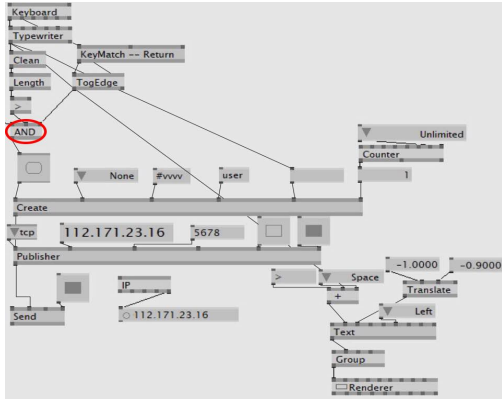 Keyboard
Typewriter
KeyMatch -- Return
Clean
Length
TogEdge
>
AND
Unlimited
Counter
None
#vvvv
user
1
Create
tcp
112.171.23.16
5678
Publisher
IP
>
Space
-1.0000
-0.9000
+
Translate
Send
112.171.23.16
Left
Text
Group
Renderer